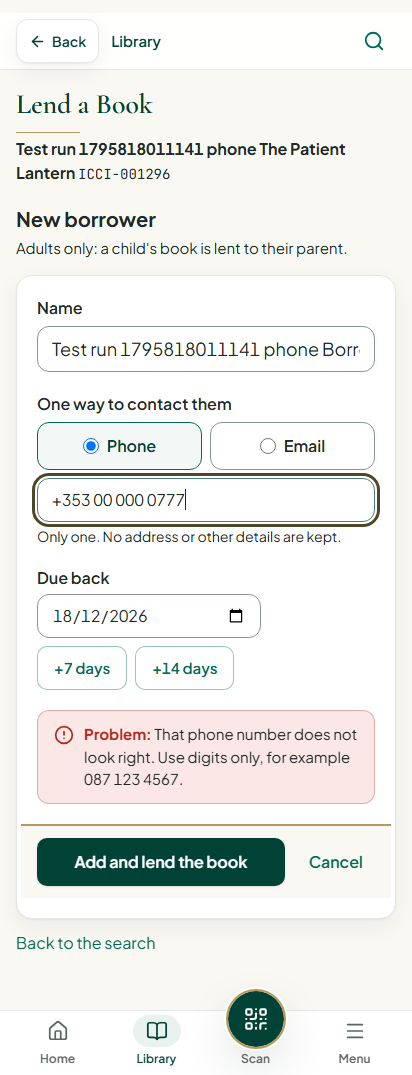 Back
Library
Lend a Book
Test run 1795818011141 phone The Patient
Lantern ICCI-001296
New borrower
Adults only: a child's book is lent to their parent.
Name
Test run 1795818011141 phone Borr
One way to contact them
Phone
Email
+353 00 000 0777
Only one. No address or other details are kept.
Due back
18/12/2026
+7 days
+14 days
Problem: That phone number does not
look right. Use digits only, for example
087 123 4567.
Add and lend the book
Cancel
Back to the search
Home
Library
Scan
Menu